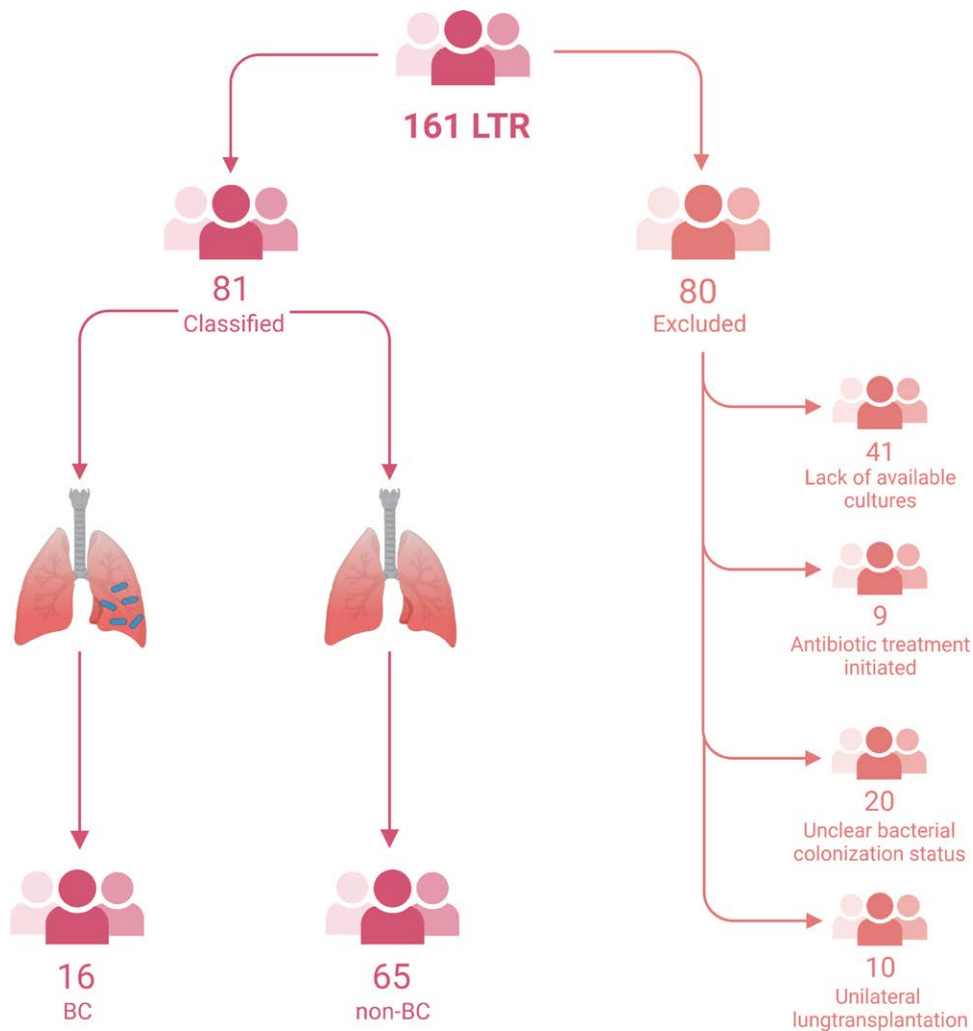 161 LTR
81
Classified
80
Excluded
41
Lack of available
cultures
9
Antibiotic treatment
initiated
20
Unclear bacterial
colonization status
10
Unilateral
lungtransplantation
16
BC
65
non-BC